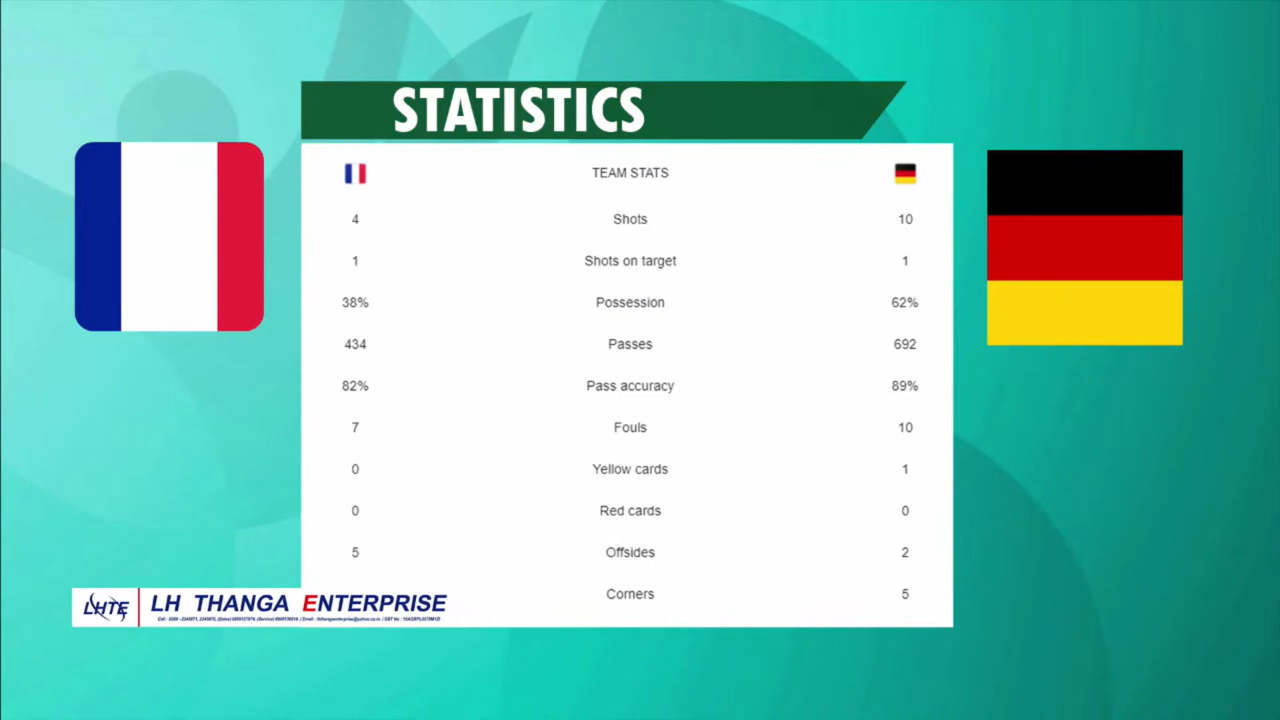 STATISTICS
TEAM STATS
4 Shots 10
1 Shots on target 1
38% Possession 62%
434 Passes 692
82% Pass accuracy 89%
7 Fouls 10
0 Yellow cards 1
0 Red cards 0
5 Offsides 2
Corners 5
LHTE LH THANGA ENTERPRISE